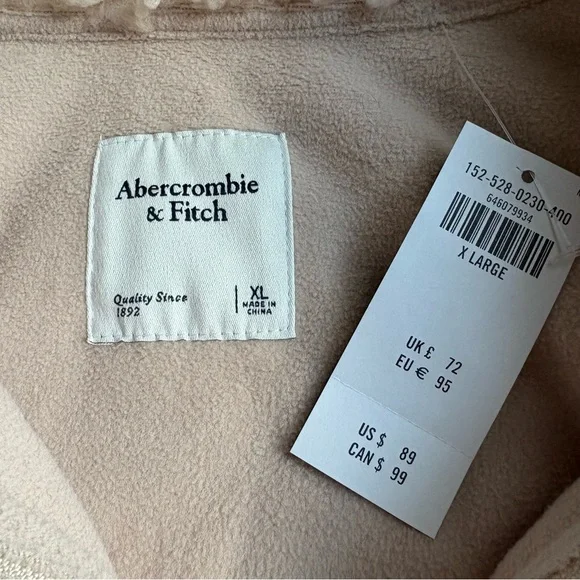 Abercrombie
& Fitch
Quality Since
1892
XL
MADE IN
CHINA
152-528-0230-400
646079934
X LARGE
UK £ 72
EU € 95
US $ 89
CAN $ 99